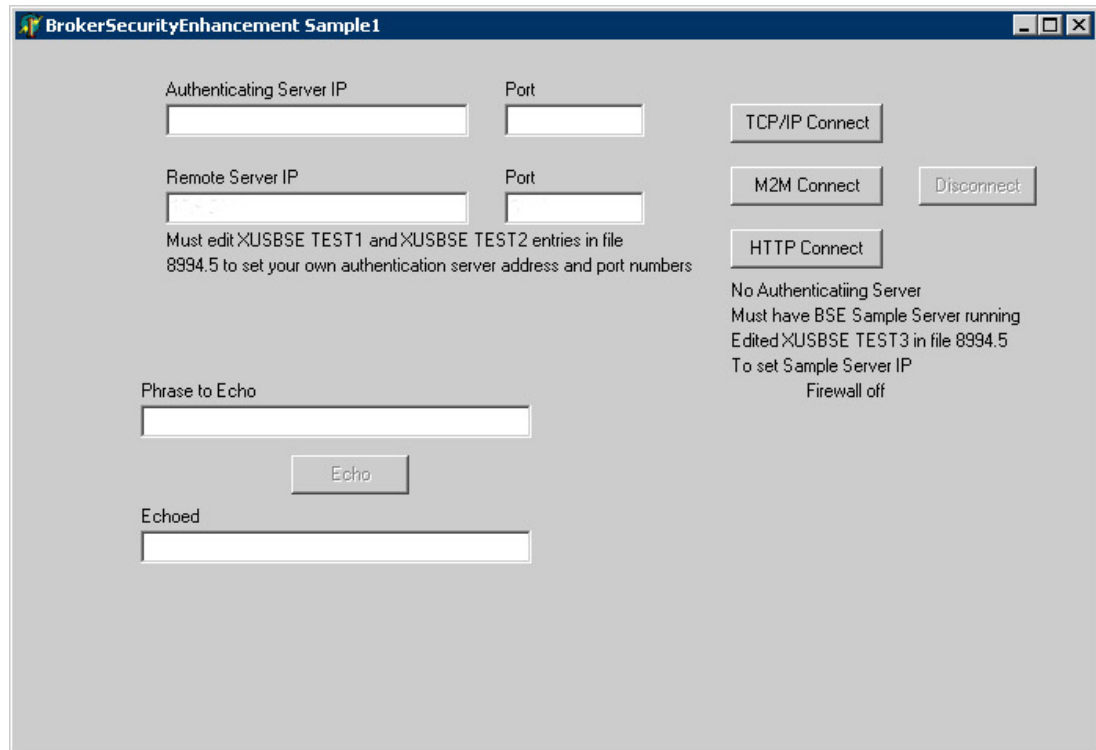 BrokerSecurityEnhancement Sample1
Authenticating Server IP
Port
TCP/IP Connect
Remote Server IP
Port
M2M Connect
Disconnect
Must edit XUSBSE TEST1 and XUSBSE TEST2 entries in file
8994.5 to set your own authentication server address and port numbers
HTTP Connect
No Authenticatiing Server
Must have BSE Sample Server running
Edited XUSBSE TEST3 in file 8994.5
To set Sample Server IP
Firewall off
Phrase to Echo
Echo
Echoed